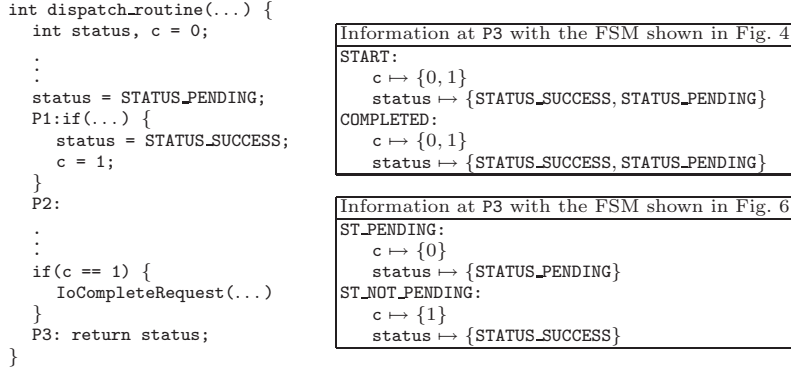 int dispatch_routine(...) {
int status, c = 0;
.
.
.
status = STATUS_PENDING;
P1:if(...) {
status = STATUS_SUCCESS;
c = 1;
}
P2:
.
.
.
if(c == 1) {
IoCompleteRequest(...)
}
P3: return status;
}
Information at P3 with the FSM shown in Fig. 4
START:
c ↦ {0, 1}
status ↦ {STATUS_SUCCESS, STATUS_PENDING}
COMPLETED:
c ↦ {0, 1}
status ↦ {STATUS_SUCCESS, STATUS_PENDING}
Information at P3 with the FSM shown in Fig. 6
ST_PENDING:
c ↦ {0}
status ↦ {STATUS_PENDING}
ST_NOT_PENDING:
c ↦ {1}
status ↦ {STATUS_SUCCESS}